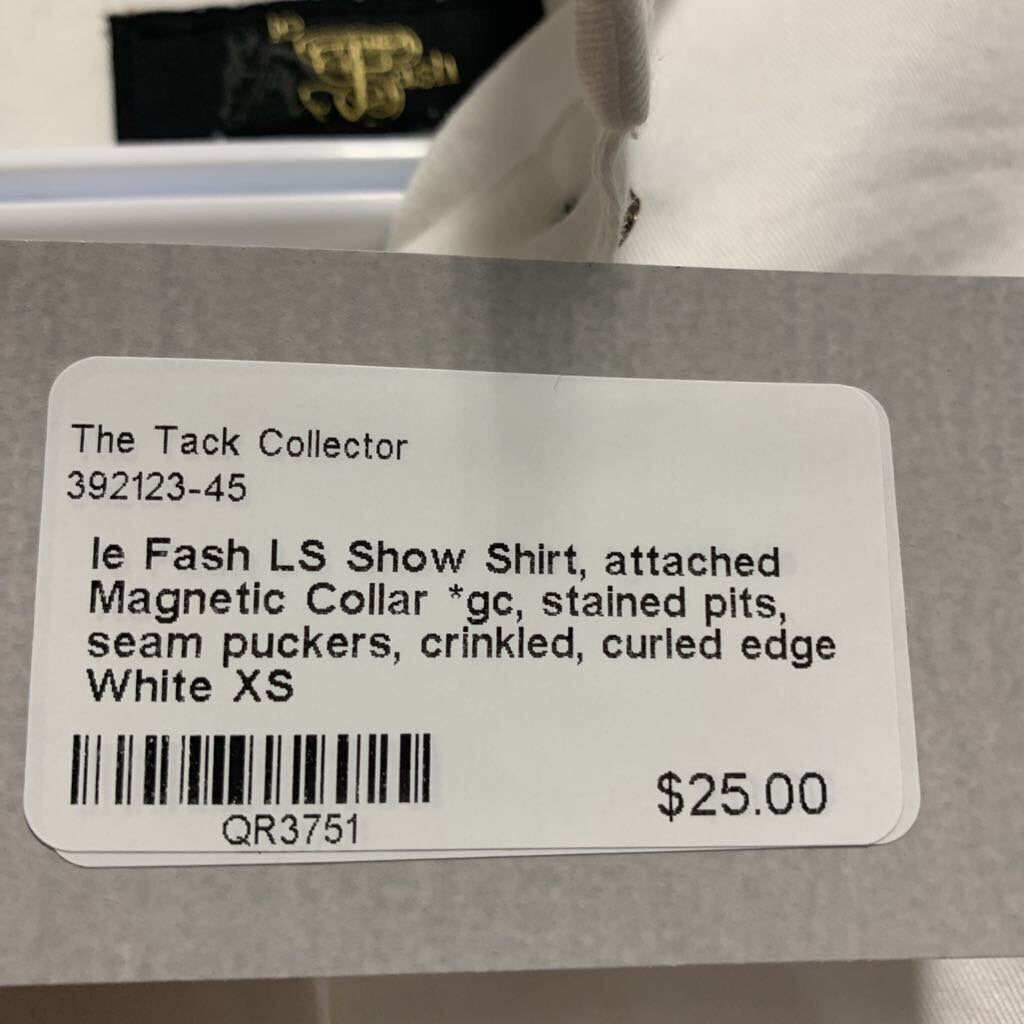 The Tack Collector
392123-45
le Fash LS Show Shirt, attached
Magnetic Collar *gc, stained pits,
seam puckers, crinkled, curled edge
White XS
QR3751
$25.00